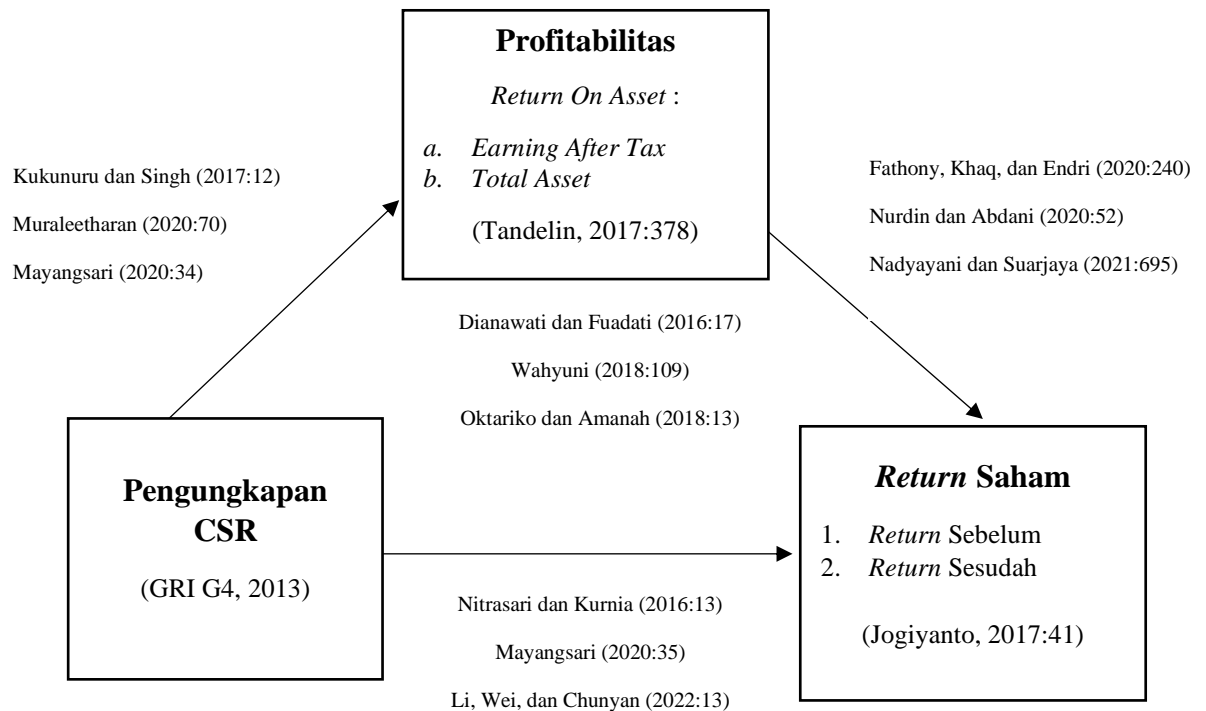 Profitabilitas
Return On Asset :
a. Earning After Tax
b. Total Asset
(Tandelin, 2017:378)
Kukunuru dan Singh (2017:12)
Muraleetharan (2020:70)
Mayangsari (2020:34)
Fathony, Khaq, dan Endri (2020:240)
Nurdin dan Abdani (2020:52)
Nadyayani dan Suarjaya (2021:695)
Dianawati dan Fuadati (2016:17)
Wahyuni (2018:109)
Oktariko dan Amanah (2018:13)
Pengungkapan
CSR
(GRI G4, 2013)
Return Saham
1. Return Sebelum
2. Return Sesudah
(Jogiyanto, 2017:41)
Nitrasari dan Kurnia (2016:13)
Mayangsari (2020:35)
Li, Wei, dan Chunyan (2022:13)